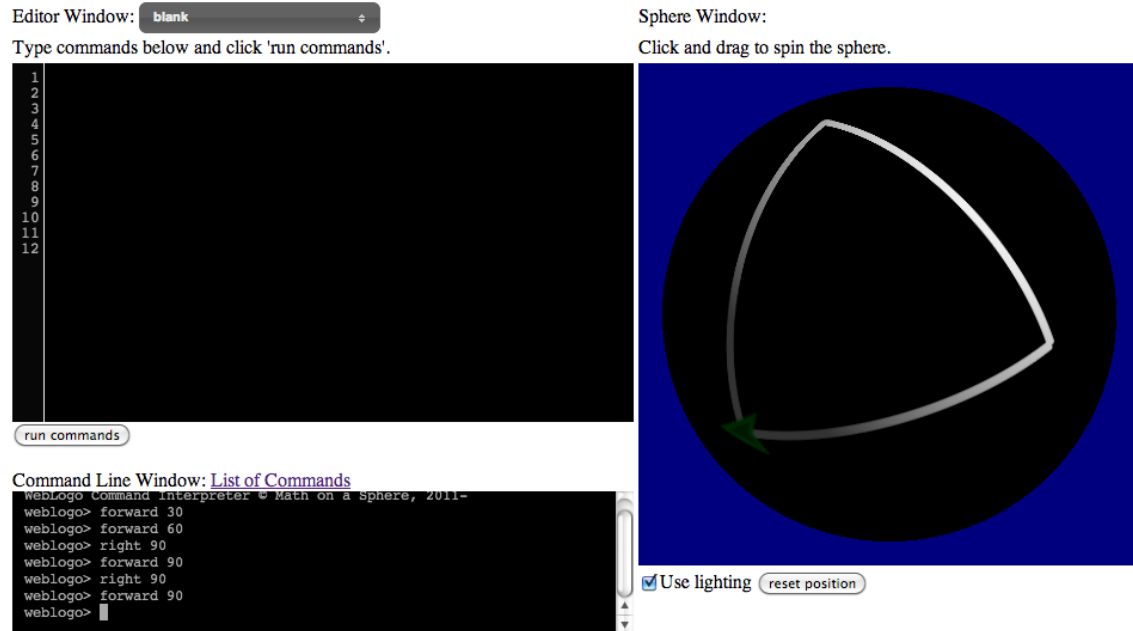 Editor Window: blank
Type commands below and click 'run commands'.
1
2
3
4
5
6
7
8
9
10
11
12
run commands
Command Line Window: List of Commands
WebLogo Command Interpreter © Math on a Sphere, 2011-
weblogo> forward 30
weblogo> forward 60
weblogo> right 90
weblogo> forward 90
weblogo> right 90
weblogo> forward 90
weblogo>
Sphere Window:
Click and drag to spin the sphere.
Use lighting reset position